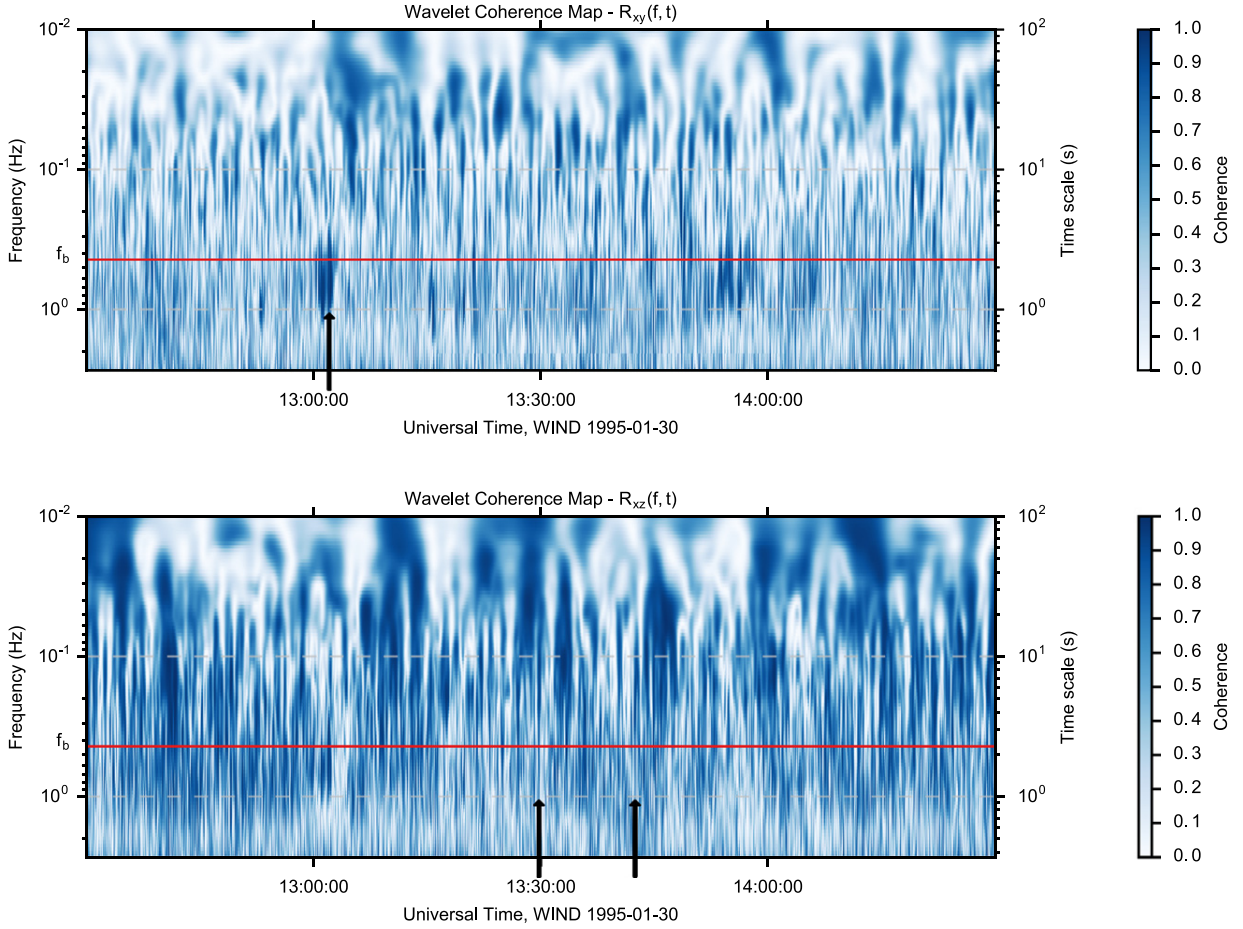 Wavelet Coherence Map - R_xy(f, t)
10^-2
10^-1
f_b
10^0
Frequency (Hz)
10^2
10^1
10^0
Time scale (s)
13:00:00 13:30:00 14:00:00
Universal Time, WIND 1995-01-30
1.0
0.9
0.8
0.7
0.6
0.5
0.4
0.3
0.2
0.1
0.0
Coherence
Wavelet Coherence Map - R_xz(f, t)
10^-2
10^-1
f_b
10^0
Frequency (Hz)
10^2
10^1
10^0
Time scale (s)
13:00:00 13:30:00 14:00:00
Universal Time, WIND 1995-01-30
1.0
0.9
0.8
0.7
0.6
0.5
0.4
0.3
0.2
0.1
0.0
Coherence